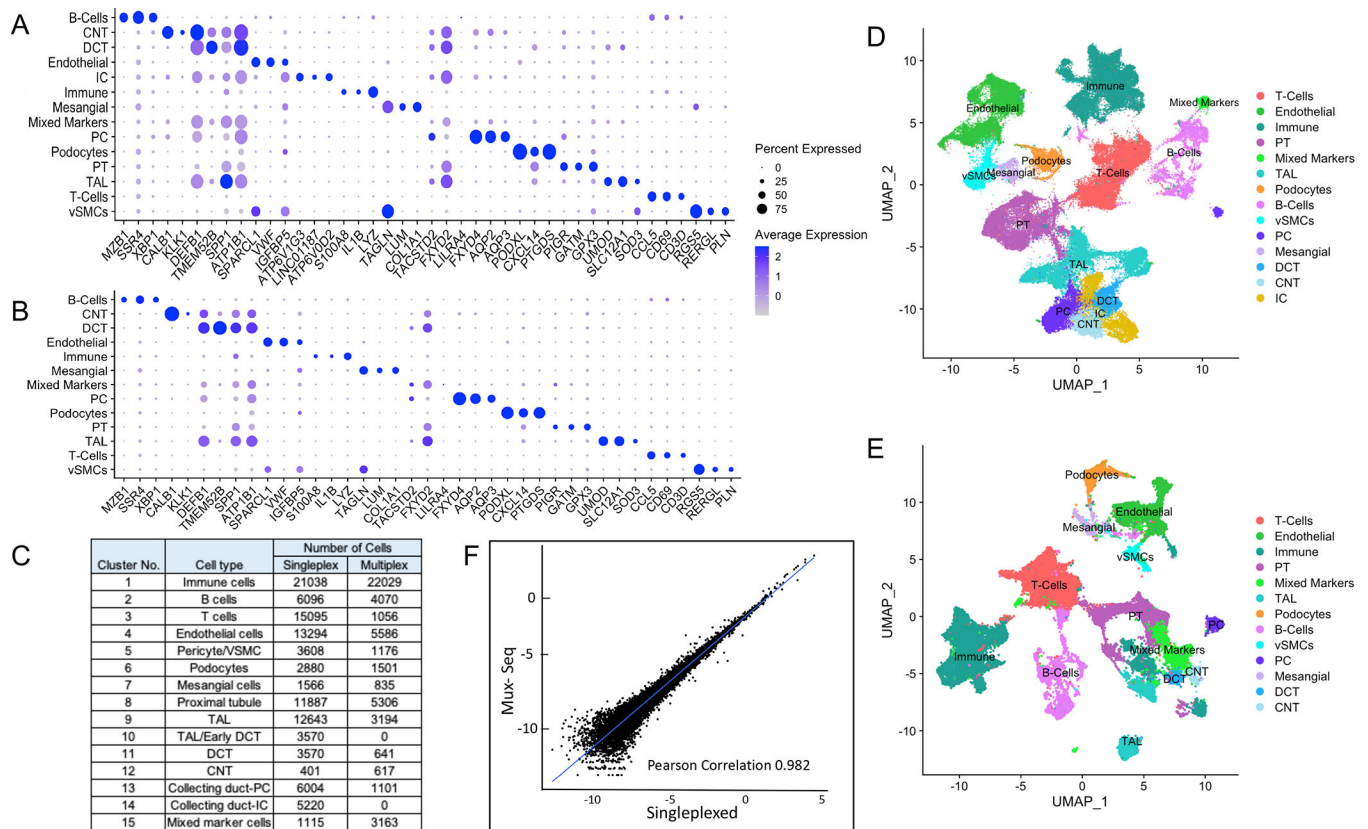 A
B-Cells
CNT
DCT
Endothelial
IC
Immune
Mesangial
Mixed Markers
PC
Podocytes
PT
TAL
T-Cells
vSMCs
MZB1
SSR4
XBP1
CALB1
KLK1
DEFB1
TMEM52B
SPP1
ATP1B1
SPARCL1
VWF
IGFBP5
ATP6V1G3
LINC01187
ATP6V0D2
S100A8
IL1B
LYZ
TAGLN
LUM
COL1A1
TACSTD2
FXYD2
LILRA4
FXYD4
AQP2
AQP3
PODXL
CXCL14
PTGDS
PIGR
GATM
GPX3
UMOD
SLC12A1
SOD3
CCL5
CD69
CD3D
RGS5
RERGL
PLN
Percent Expressed
0
25
50
75
Average Expression
2
1
0
B
B-Cells
CNT
DCT
Endothelial
Immune
Mesangial
Mixed Markers
PC
Podocytes
PT
TAL
T-Cells
vSMCs
MZB1
SSR4
XBP1
CALB1
KLK1
DEFB1
TMEM52B
SPP1
ATP1B1
SPARCL1
VWF
IGFBP5
S100A8
IL1B
LYZ
TAGLN
LUM
COL1A1
TACSTD2
FXYD2
LILRA4
FXYD4
AQP2
AQP3
PODXL
CXCL14
PTGDS
PIGR
GATM
GPX3
UMOD
SLC12A1
SOD3
CCL5
CD69
CD3D
RGS5
RERGL
PLN
C
Number of Cells
Cluster No. Cell type Singleplex Multiplex
1 Immune cells 21038 22029
2 B cells 6096 4070
3 T cells 15095 1056
4 Endothelial cells 13294 5586
5 Pericyte/VSMC 3608 1176
6 Podocytes 2880 1501
7 Mesangial cells 1566 835
8 Proximal tubule 11887 5306
9 TAL 12643 3194
10 TAL/Early DCT 3570 0
11 DCT 3570 641
12 CNT 401 617
13 Collecting duct-PC 6004 1101
14 Collecting duct-IC 5220 0
15 Mixed marker cells 1115 3163
F
Mux- Seq
0
-5
-10
Pearson Correlation 0.982
-10 -5 0 5
Singleplexed
D
UMAP_2
10
5
0
-5
-10
Immune
Endothelial
Mixed Markers
B-Cells
Podocytes
vSMCs
Mesangial
T-Cells
PT
TAL
DCT
PC
IC
CNT
-10 -5 0 5 10
UMAP_1
T-Cells
Endothelial
Immune
PT
Mixed Markers
TAL
Podocytes
B-Cells
vSMCs
PC
Mesangial
DCT
CNT
IC
E
UMAP_2
10
5
0
-5
-10
Podocytes
Endothelial
Mesangial
vSMCs
T-Cells
PT
PC
Mixed Markers
Immune
B-Cells
CNT
DCT
TAL
-10 -5 0 5 10
UMAP_1
T-Cells
Endothelial
Immune
PT
Mixed Markers
TAL
Podocytes
B-Cells
vSMCs
PC
Mesangial
DCT
CNT